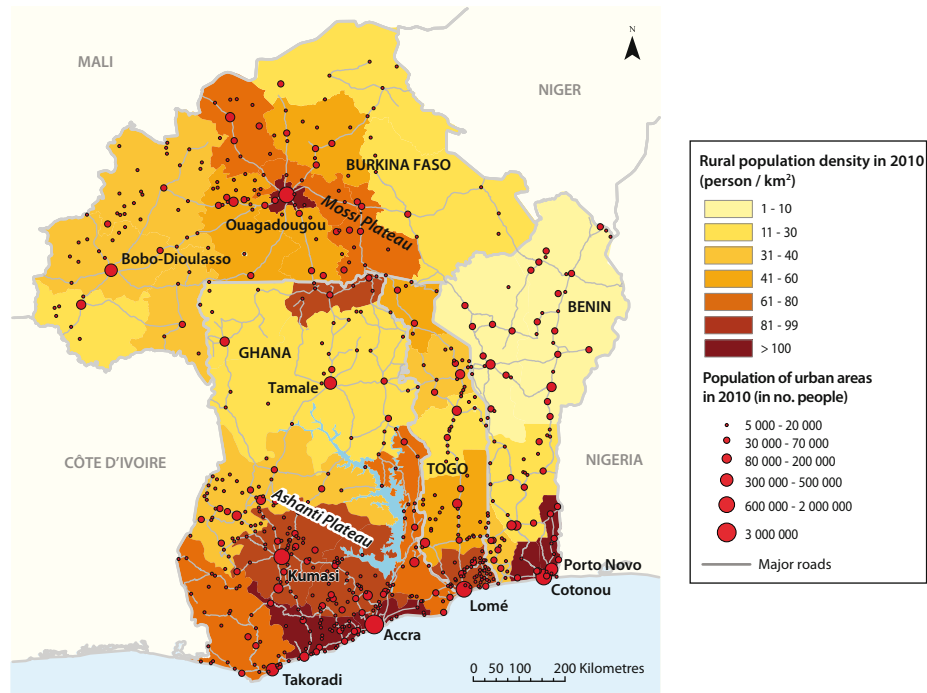 MALI
N
NIGER
BURKINA FASO
Mossi Plateau
Ouagadougou
Bobo-Dioulasso
BENIN
GHANA
Tamale
CÔTE D'IVOIRE
TOGO
NIGERIA
Ashanti Plateau
Kumasi
Porto Novo
Cotonou
Lomé
Accra
Takoradi
0 50 100 200 Kilometres
Rural population density in 2010
(person / km²)
1 - 10
11 - 30
31 - 40
41 - 60
61 - 80
81 - 99
> 100
Population of urban areas
in 2010 (in no. people)
5 000 - 20 000
30 000 - 70 000
80 000 - 200 000
300 000 - 500 000
600 000 - 2 000 000
3 000 000
Major roads